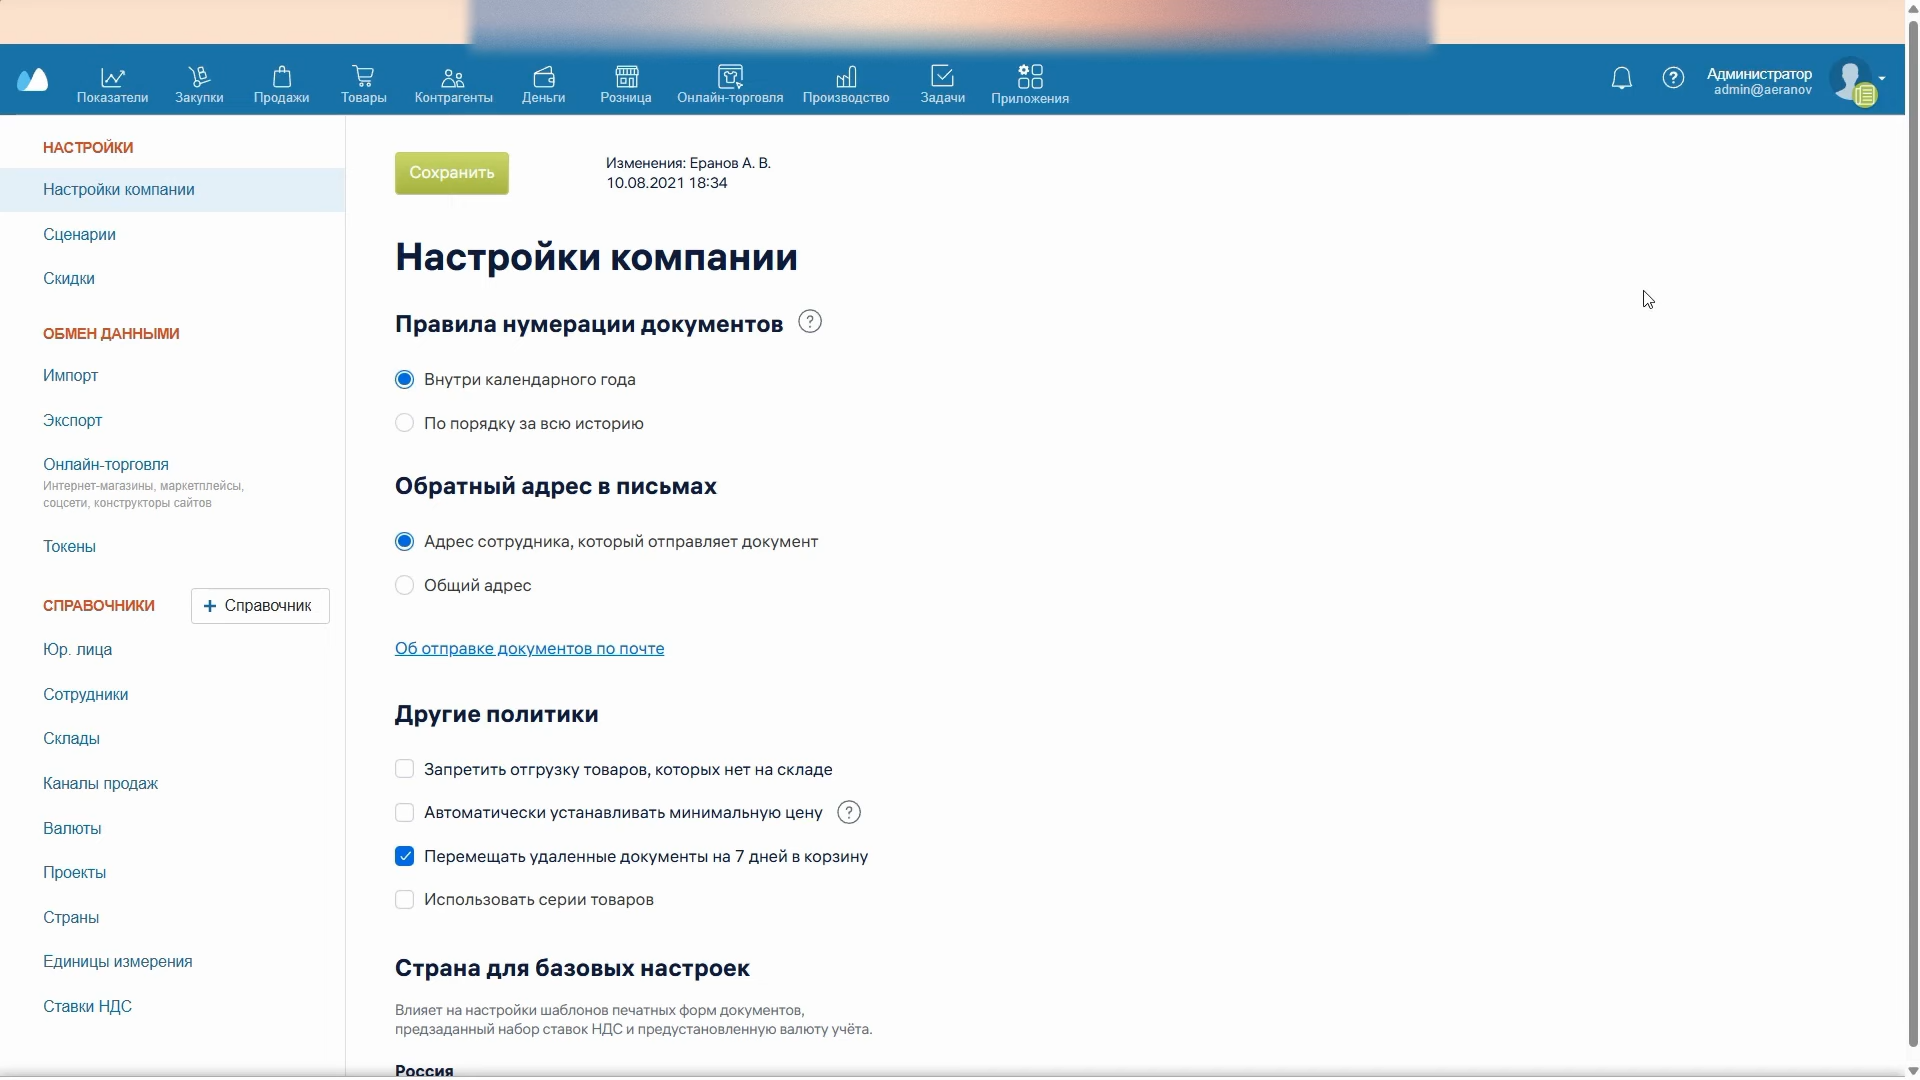 Показатели
Закупки
Продажи
Товары
Контрагенты
Деньги
Розница
Онлайн-торговля
Производство
Задачи
Приложения
Администратор
admin@aeranov
НАСТРОЙКИ
Настройки компании
Сценарии
Скидки
ОБМЕН ДАННЫМИ
Импорт
Экспорт
Онлайн-торговля
Интернет-магазины, маркетплейсы,
соцсети, конструкторы сайтов
Токены
СПРАВОЧНИКИ
+ Справочник
Юр. лица
Сотрудники
Склады
Каналы продаж
Валюты
Проекты
Страны
Единицы измерения
Ставки НДС
Сохранить
Изменения: Еранов А. В.
10.08.2021 18:34
Настройки компании
Правила нумерации документов ?
Внутри календарного года
По порядку за всю историю
Обратный адрес в письмах
Адрес сотрудника, который отправляет документ
Общий адрес
Об отправке документов по почте
Другие политики
Запретить отгрузку товаров, которых нет на складе
Автоматически устанавливать минимальную цену ?
Перемещать удаленные документы на 7 дней в корзину
Использовать серии товаров
Страна для базовых настроек
Влияет на настройки шаблонов печатных форм документов,
предзаданный набор ставок НДС и предустановленную валюту учёта.
Россия